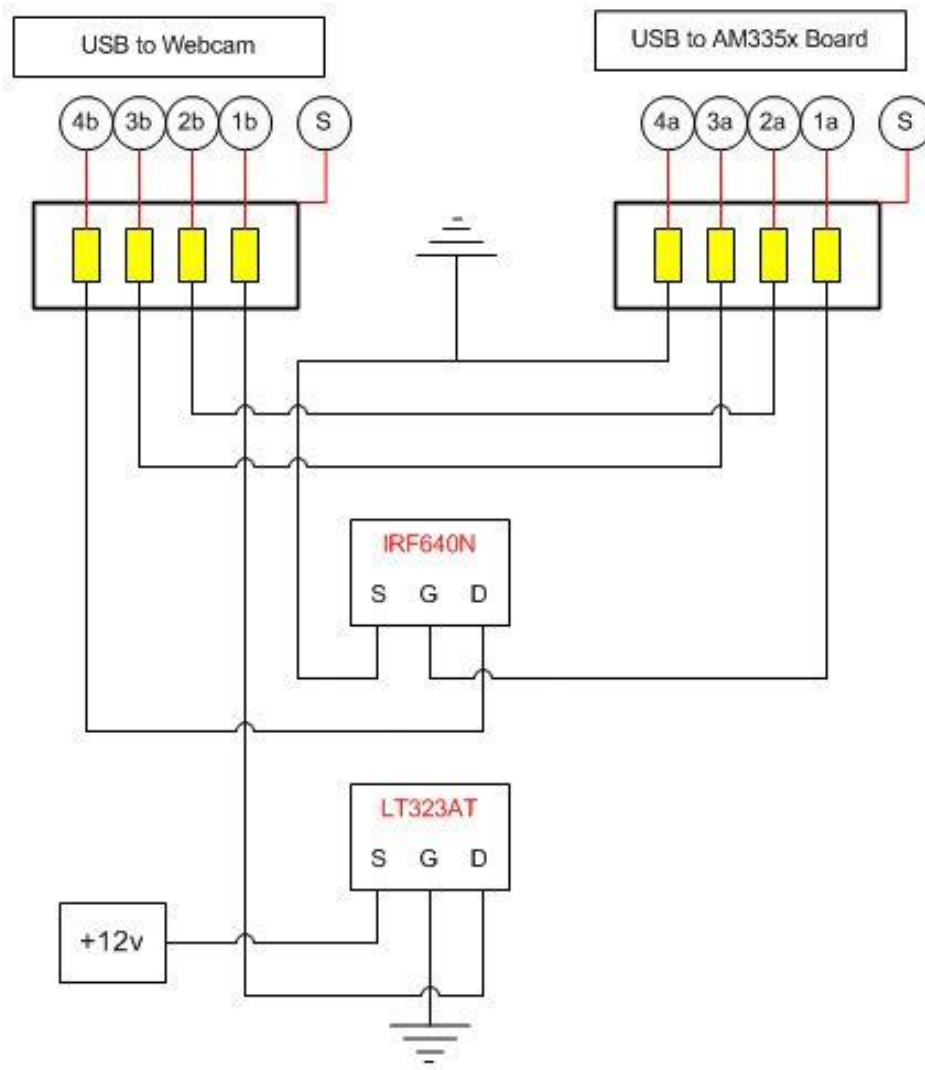 USB to Webcam
USB to AM335x Board
4b 3b 2b 1b S
4a 3a 2a 1a S
IRF640N
S G D
LT323AT
S G D
+12v